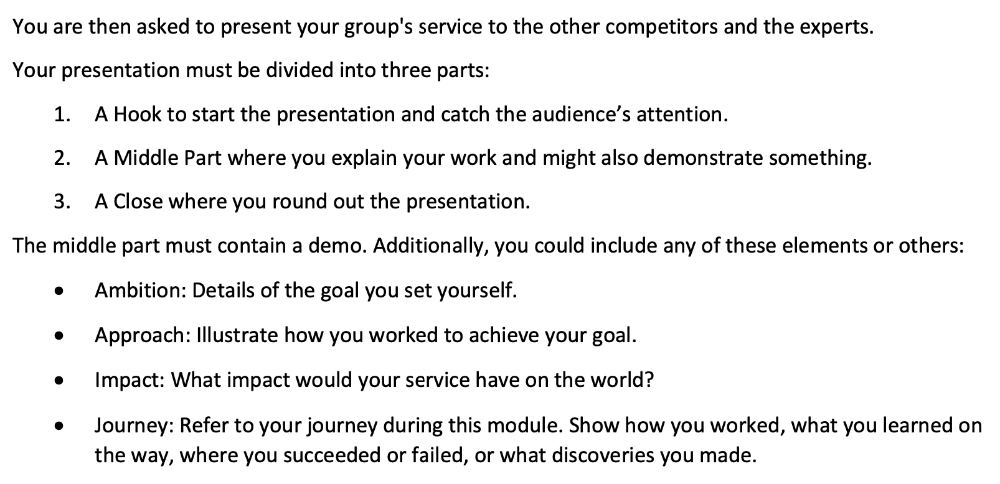 You are then asked to present your group's service to the other competitors and the experts.
Your presentation must be divided into three parts:
1. A Hook to start the presentation and catch the audience’s attention.
2. A Middle Part where you explain your work and might also demonstrate something.
3. A Close where you round out the presentation.
The middle part must contain a demo. Additionally, you could include any of these elements or others:
• Ambition: Details of the goal you set yourself.
• Approach: Illustrate how you worked to achieve your goal.
• Impact: What impact would your service have on the world?
• Journey: Refer to your journey during this module. Show how you worked, what you learned on
the way, where you succeeded or failed, or what discoveries you made.